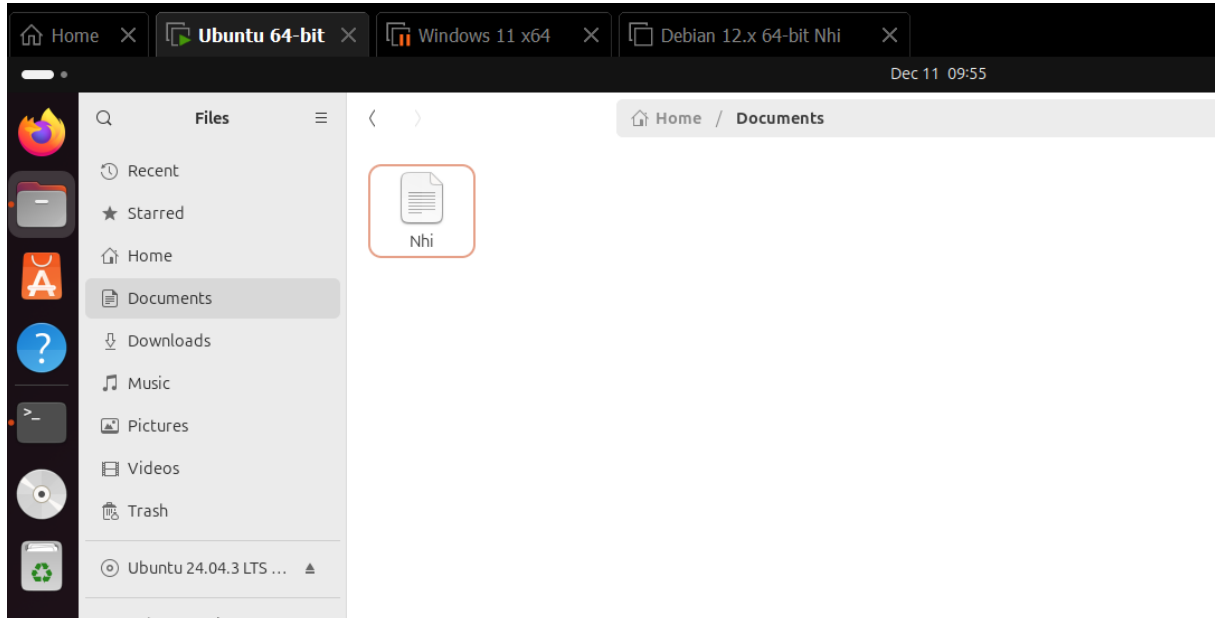 Home
Ubuntu 64-bit
Windows 11 x64
Debian 12.x 64-bit Nhi
Dec 11 09:55
Files
Home / Documents
Recent
Starred
Home
Documents
Downloads
Music
Pictures
Videos
Trash
Ubuntu 24.04.3 LTS ...
Nhi